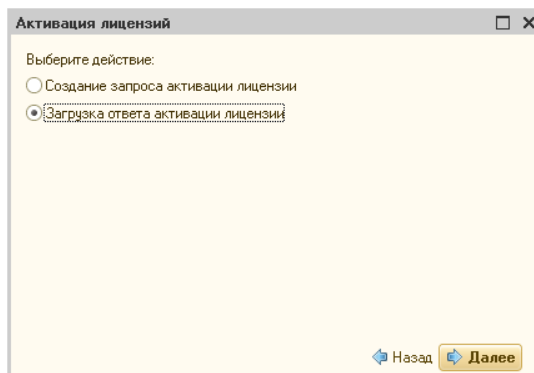 Активация лицензий
Выберите действие:
Создание запроса активации лицензии
Загрузка ответа активации лицензии
Назад Далее